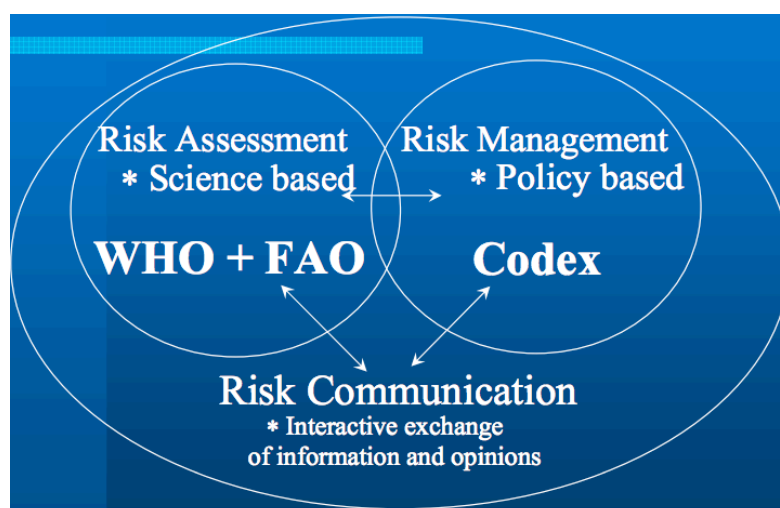 Risk Assessment
* Science based
WHO + FAO
Risk Management
* Policy based
Codex
Risk Communication
* Interactive exchange
of information and opinions